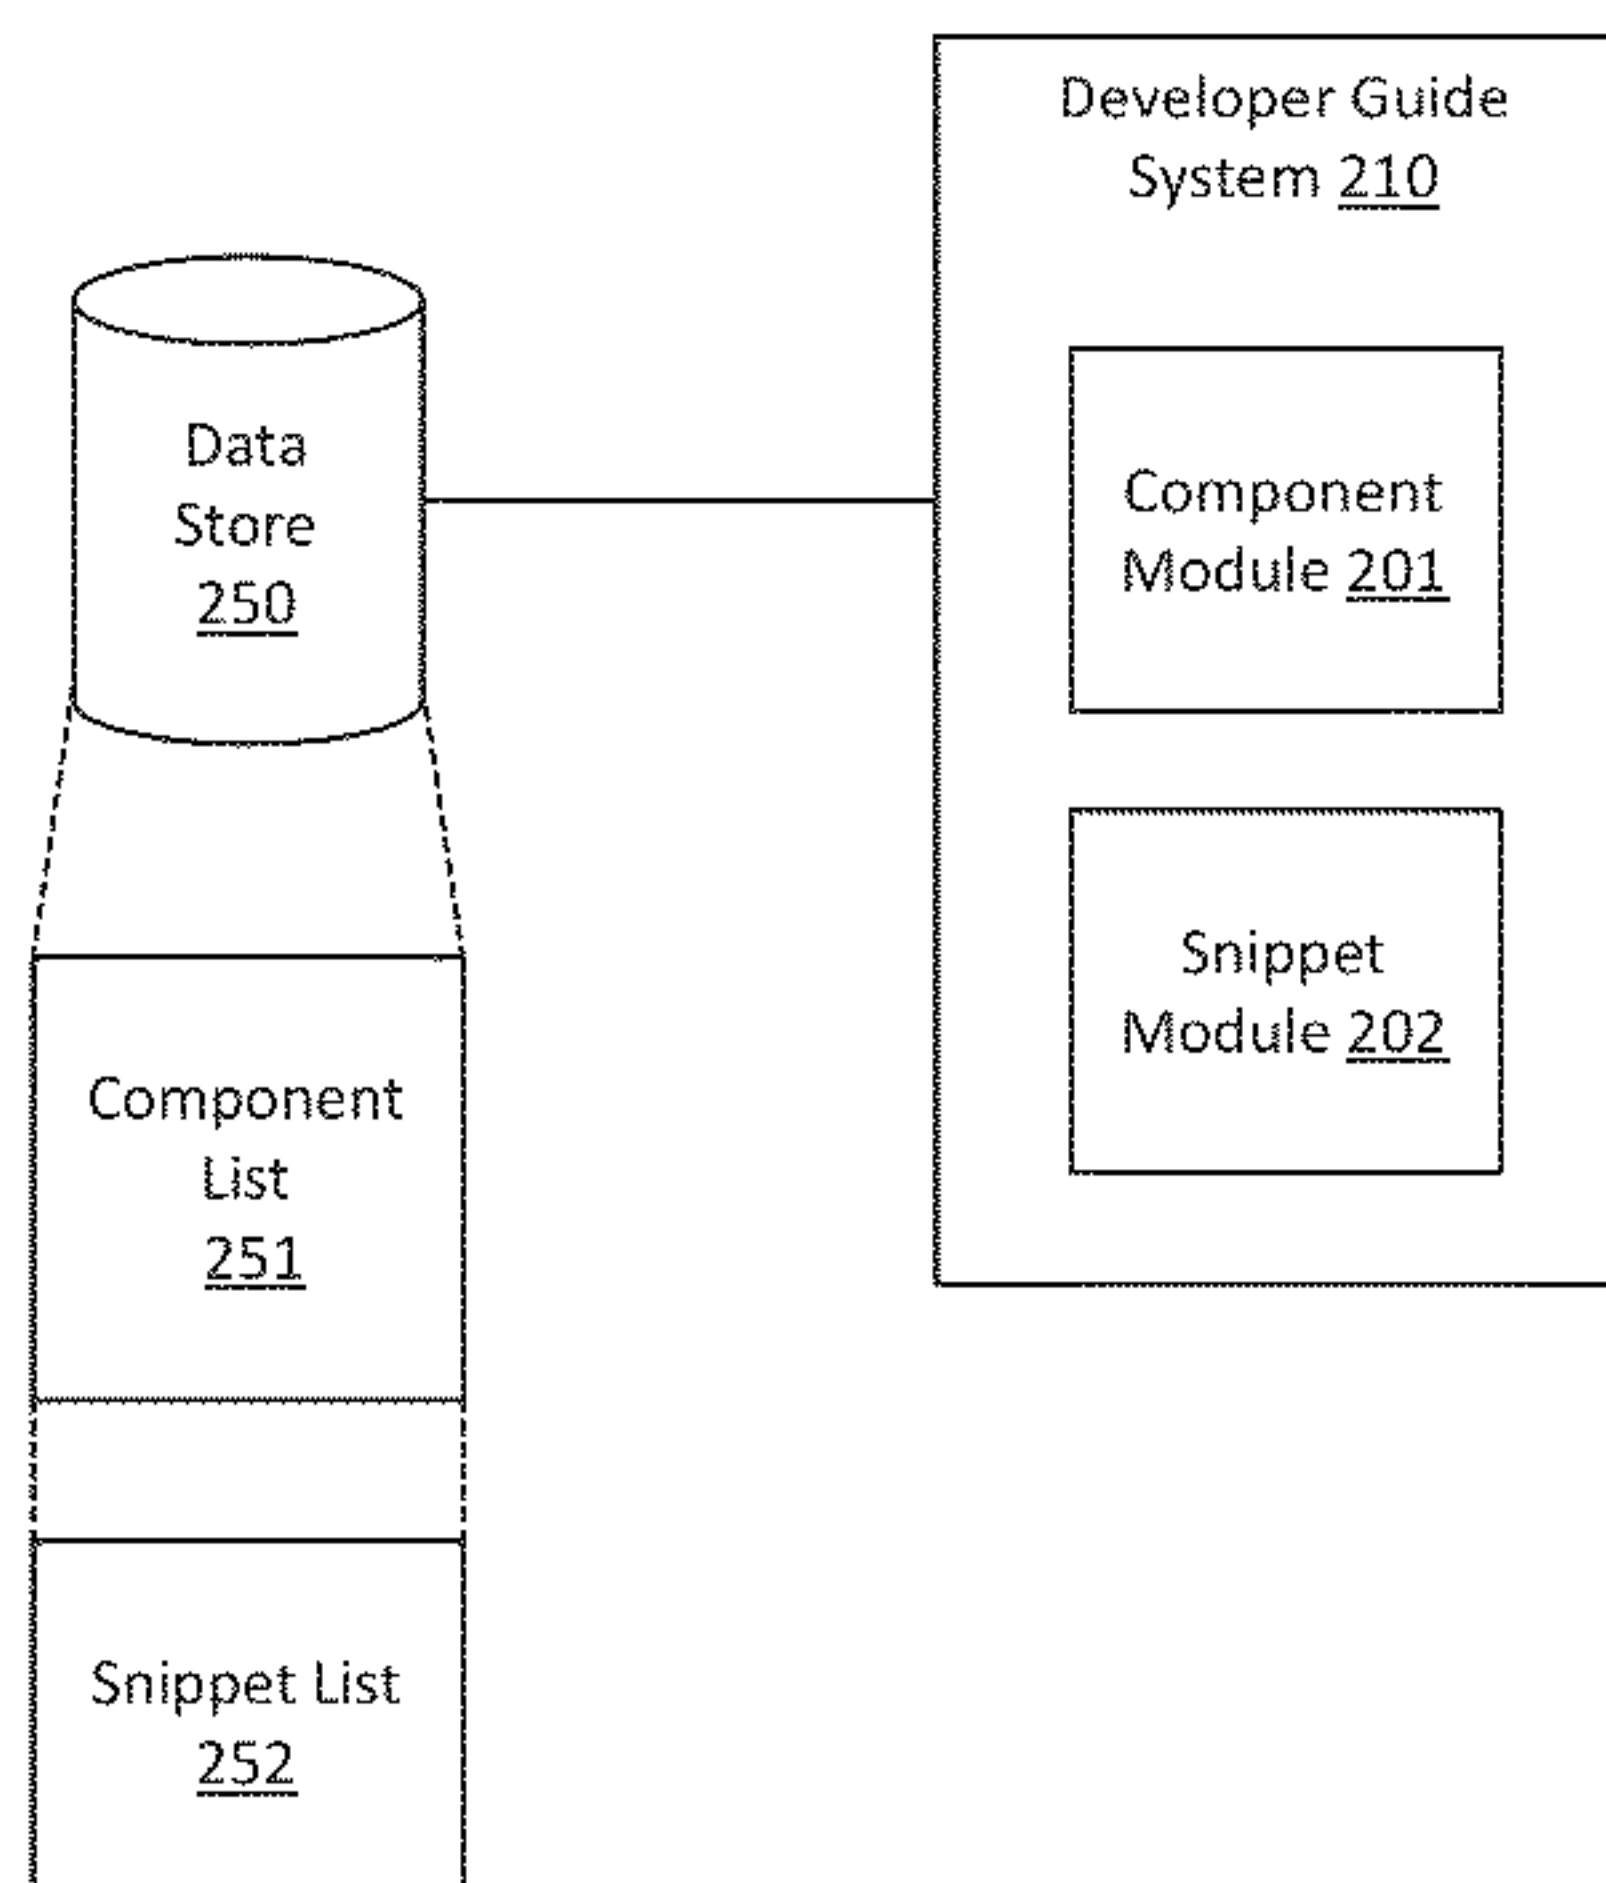 Developer Guide
System 210
Data
Store
250
Component
Module 201
Snippet
Module 202
Component
List
251
Snippet List
252